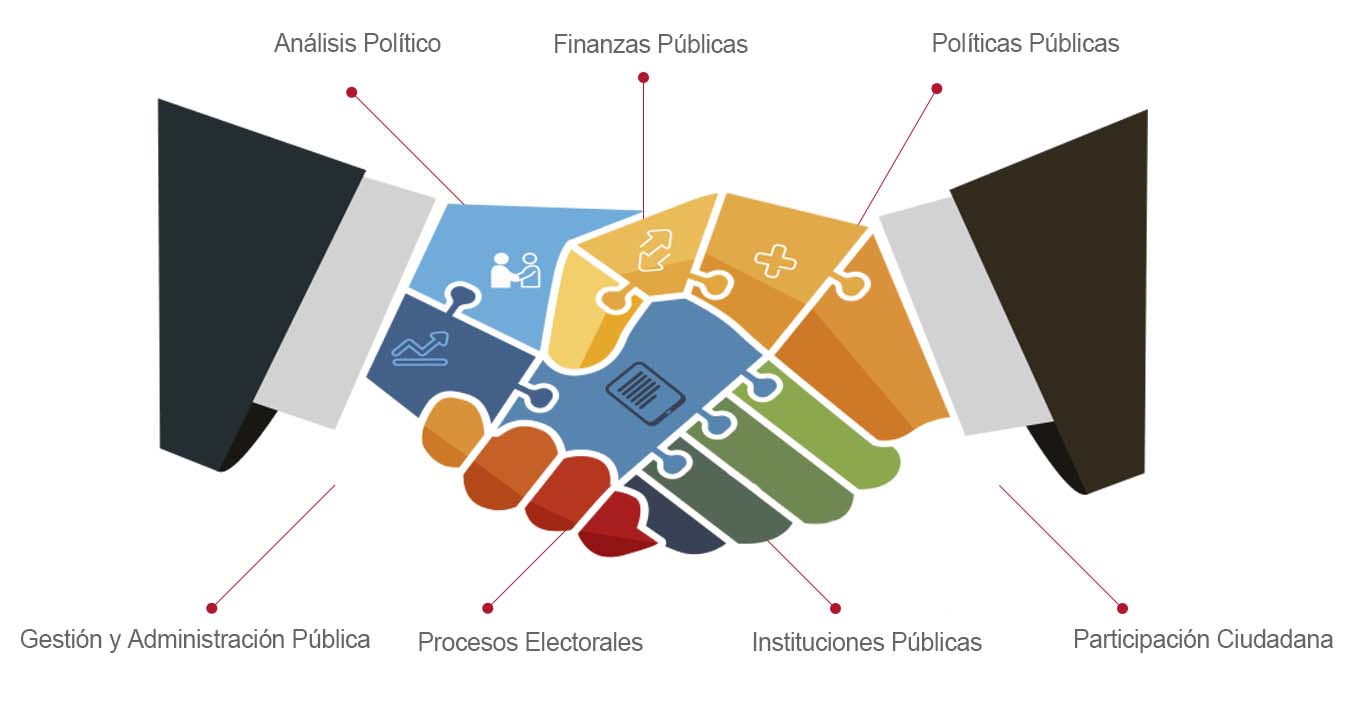 Análisis Político
Finanzas Públicas
Políticas Públicas
Gestión y Administración Pública
Procesos Electorales
Instituciones Públicas
Participación Ciudadana